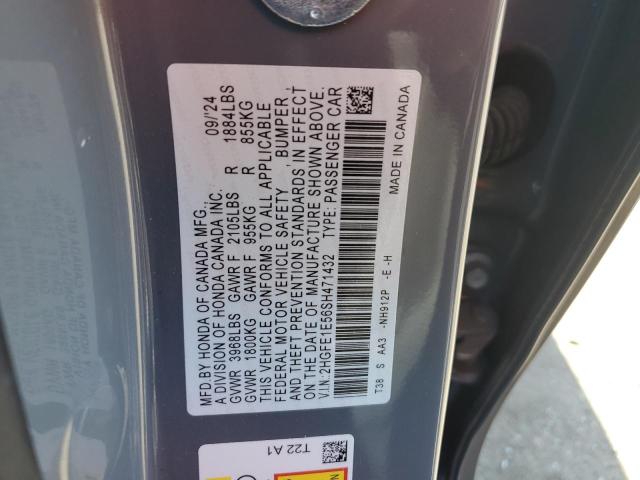 MFD.BY HONDA OF CANADA MFG. 09/'24
A DIVISION OF HONDA CANADA INC.
GVWR 3968LBS GAWR F 2105LBS R 1884LBS
GVWR 1800KG GAWR F 955KG R 855KG
THIS VEHICLE CONFORMS TO ALL APPLICABLE
FEDERAL MOTOR VEHICLE SAFETY , BUMPER ,
AND THEFT PREVENTION STANDARDS IN EFFECT
ON THE DATE OF MANUFACTURE SHOWN ABOVE.
V.I.N.:2HGFE1E56SH471432 TYPE: PASSENGER CAR
T38 S AA3 -NH912P -E -H MADE IN CANADA
T22 A1